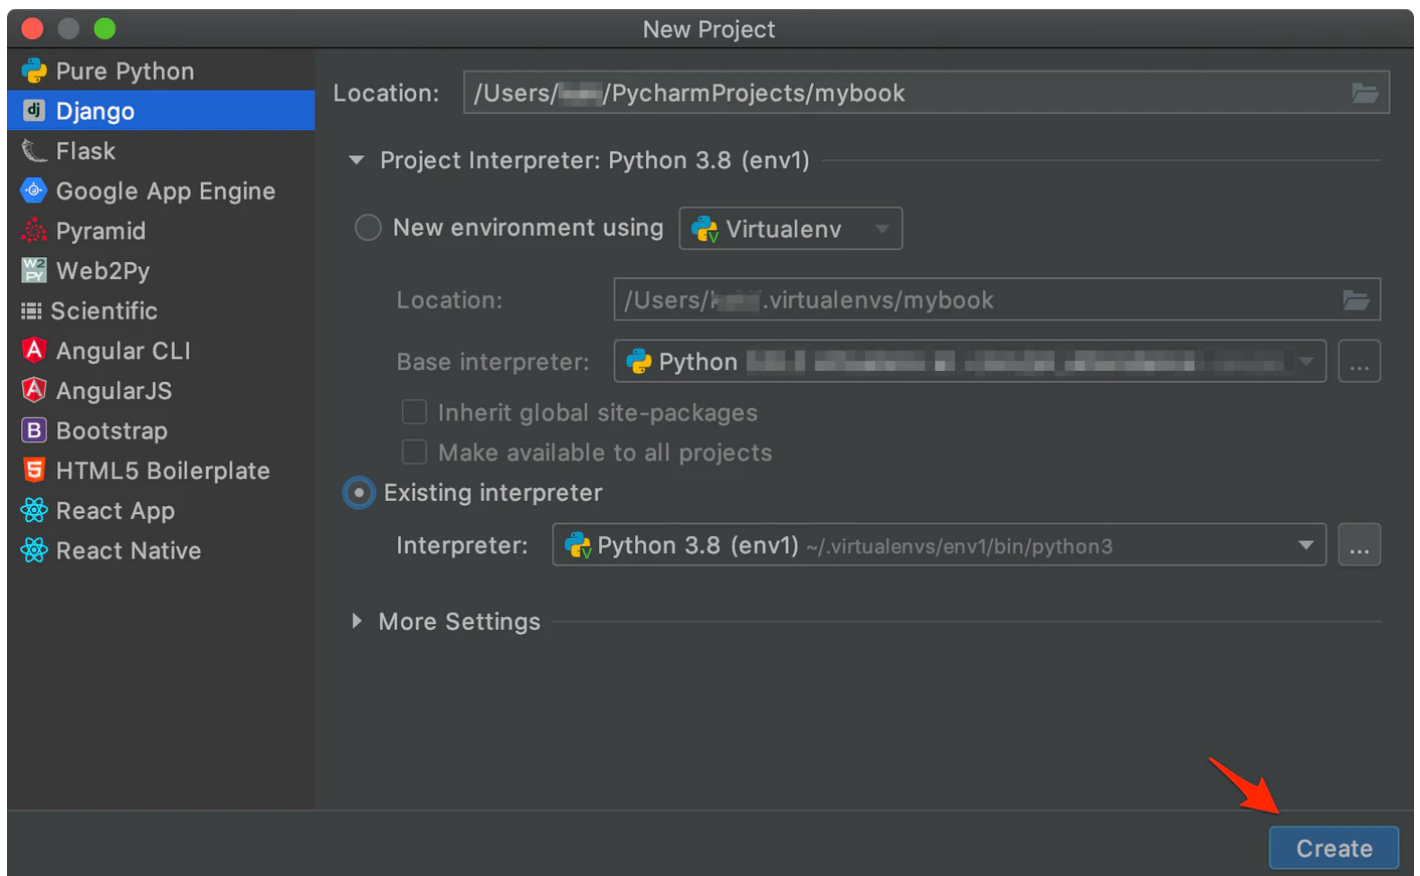 New Project
Pure Python
Django
Flask
Google App Engine
Pyramid
Web2Py
Scientific
Angular CLI
AngularJS
Bootstrap
HTML5 Boilerplate
React App
React Native
Location: /Users/ /PycharmProjects/mybook
Project Interpreter: Python 3.8 (env1)
New environment using Virtualenv
Location: /Users/ .virtualenvs/mybook
Base interpreter: Python ...
Inherit global site-packages
Make available to all projects
Existing interpreter
Interpreter: Python 3.8 (env1) ~/.virtualenvs/env1/bin/python3 ...
More Settings
Create